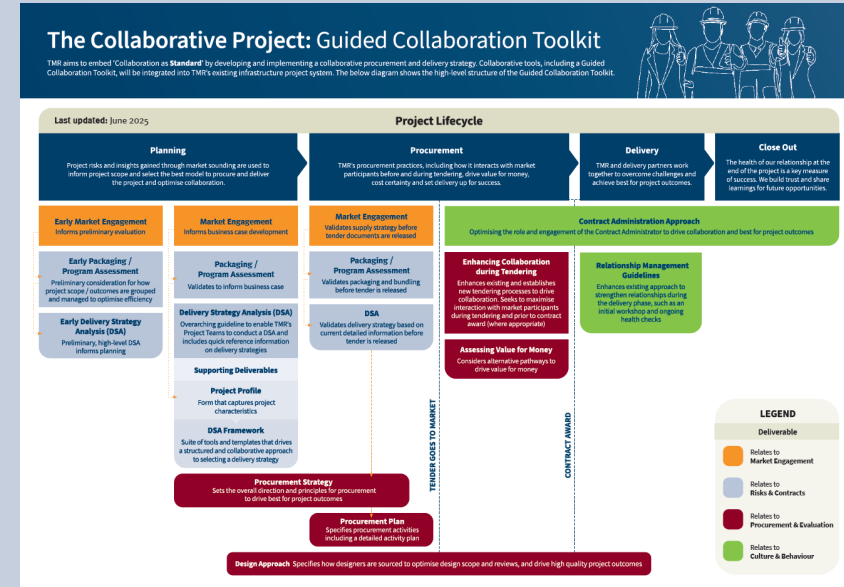 The Collaborative Project: Guided Collaboration Toolkit
TMR aims to embed 'Collaboration as Standard' by developing and implementing a collaborative procurement and delivery strategy. Collaborative tools, including a Guided
Collaboration Toolkit, will be integrated into TMR's existing infrastructure project system. The below diagram shows the high-level structure of the Guided Collaboration Toolkit.
Last updated: June 2025
Project Lifecycle
Planning
Project risks and insights gained through market sounding are used
to inform project scope and select the best model to procure and deliver
the project and optimise collaboration.
Procurement
TMR's procurement practices, including how it interacts with market
participants before and during tendering, drive value for money,
cost certainty and set delivery up for success.
Delivery
TMR and delivery partners work
together to overcome challenges and
achieve best for project outcomes.
Close Out
The health of our relationship at the
end of the project is a key measure
of success. We build trust and share
learnings for future opportunities.
Early Market Engagement
Informs preliminary evaluation
Market Engagement
Informs business case development
Market Engagement
Validates supply strategy before
tender documents are released
Contract Administration Approach
Optimising the role and engagement of the Contract Administrator to drive collaboration and best for project outcomes
Early Packaging /
Program Assessment
Preliminary consideration for how
project scope / outcomes are grouped
and managed to optimise efficiency
Early Delivery Strategy
Analysis (DSA)
Preliminary, high-level DSA
informs planning
Packaging /
Program Assessment
Validates to inform business case
Delivery Strategy Analysis (DSA)
Overarching guideline to enable TMR's
Project Teams to conduct a DSA and
includes quick reference information
on delivery strategies
Supporting Deliverables
Project Profile
Form that captures project
characteristics
DSA Framework
Suite of tools and templates that drives
a structured and collaborative approach
to selecting a delivery strategy
Packaging /
Program Assessment
Validates packaging and bundling
before tender is released
DSA
Validates delivery strategy based on
current detailed information before
tender is released
Enhancing Collaboration
during Tendering
Enhances existing and establishes
new tendering processes to drive
collaboration. Seeks to maximise
interaction with market participants
during tendering and prior to contract
award (where appropriate)
Assessing Value for Money
Considers alternative pathways to
drive value for money
Relationship Management
Guidelines
Enhances existing approach to
strengthen relationships during
the delivery phase, such as an
initial workshop and ongoing
health checks
TENDER GOES TO MARKET
CONTRACT AWARD
Procurement Strategy
Sets the overall direction and principles for procurement
to drive best for project outcomes
Procurement Plan
Specifies procurement activities
including a detailed activity plan
Design Approach Specifies how designers are sourced to optimise design scope and reviews, and drive high quality project outcomes
LEGEND
Deliverable
Relates to
Market Engagement
Relates to
Risks & Contracts
Relates to
Procurement & Evaluation
Relates to
Culture & Behaviour